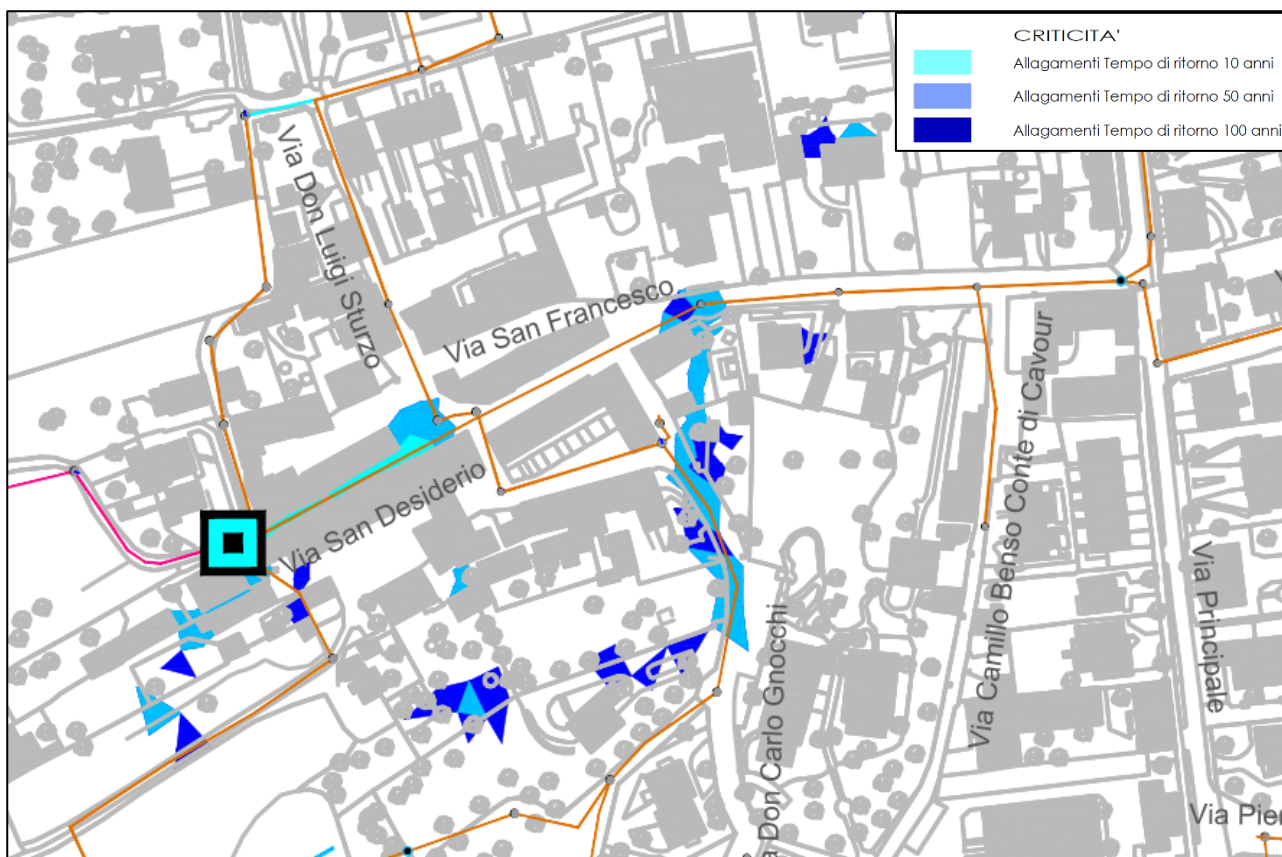 CRITICITA'
Allagamenti Tempo di ritorno 10 anni
Allagamenti Tempo di ritorno 50 anni
Allagamenti Tempo di ritorno 100 anni
Via Don Luigi Sturzo
Via San Francesco
Via San Desiderio
Via Camillo Benso Conte di Cavour
Via Principale
a Don Carlo Gnocchi
Via Pier